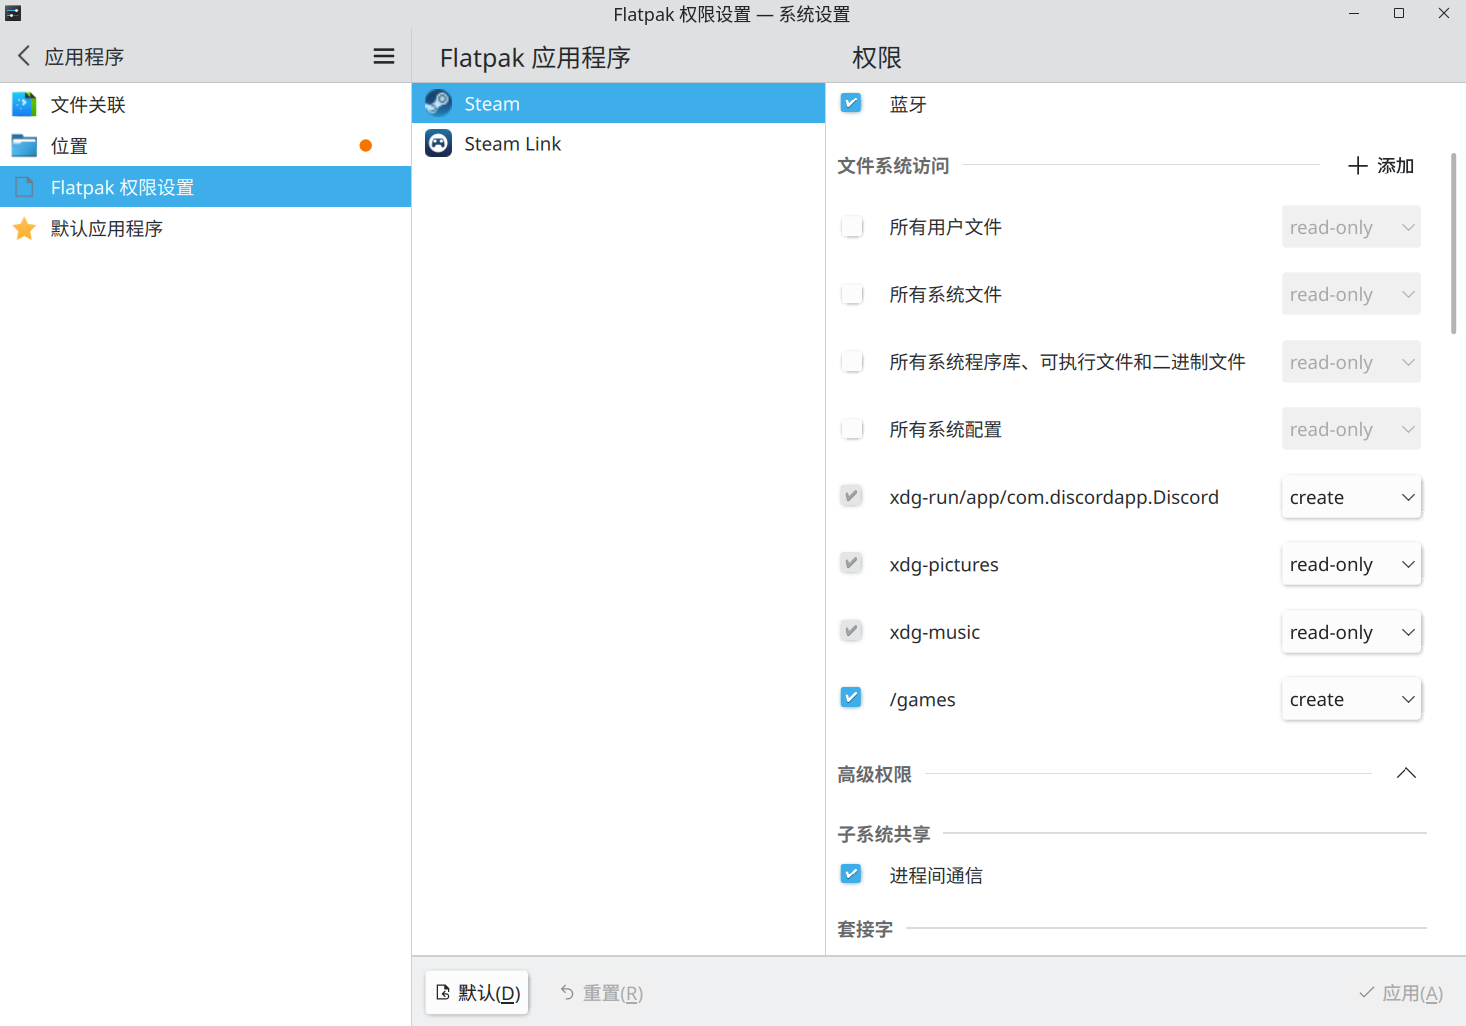 Flatpak 权限设置 — 系统设置
应用程序
Flatpak 应用程序
权限
文件关联
位置
Flatpak 权限设置
默认应用程序
Steam
Steam Link
蓝牙
文件系统访问
添加
所有用户文件
read-only
所有系统文件
read-only
所有系统程序库、可执行文件和二进制文件
read-only
所有系统配置
read-only
xdg-run/app/com.discordapp.Discord
create
xdg-pictures
read-only
xdg-music
read-only
/games
create
高级权限
子系统共享
进程间通信
套接字
默认(D)
重置(R)
应用(A)